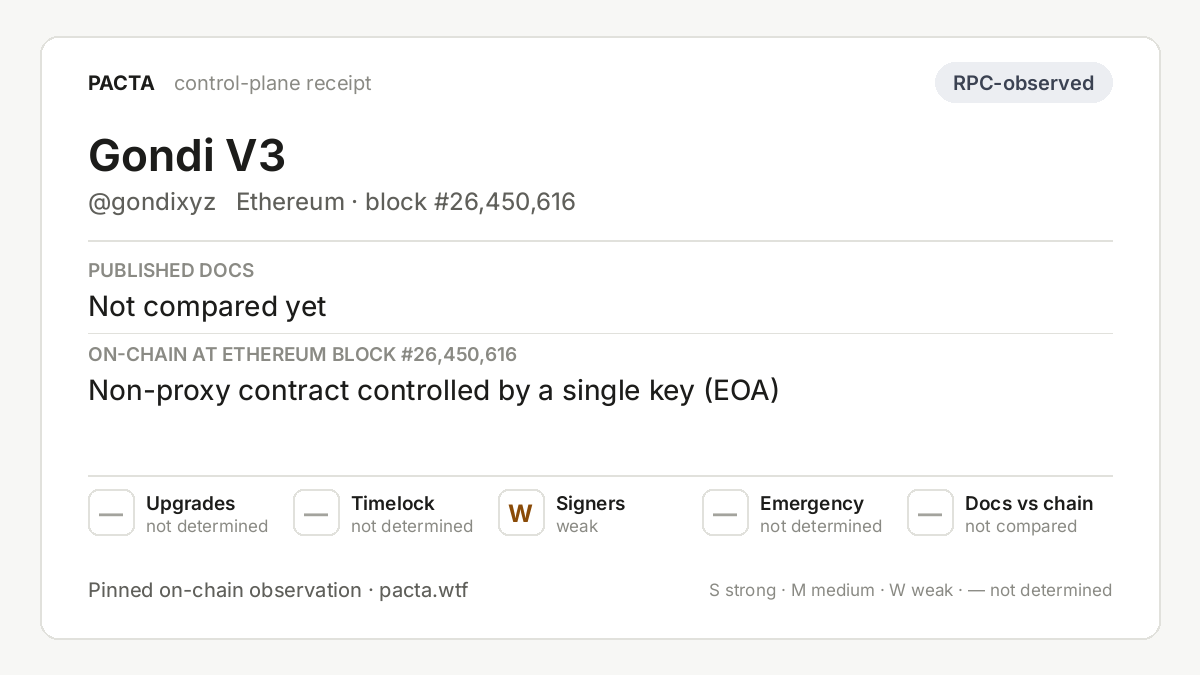 PACTA control-plane receipt RPC-observed
Gondi V3
@gondixyz Ethereum · block #26,450,616
PUBLISHED DOCS
Not compared yet
ON-CHAIN AT ETHEREUM BLOCK #26,450,616
Non-proxy contract controlled by a single key (EOA)
— Upgrades not determined
— Timelock not determined
W Signers weak
— Emergency not determined
— Docs vs chain not compared
Pinned on-chain observation · pacta.wtf
S strong · M medium · W weak · — not determined